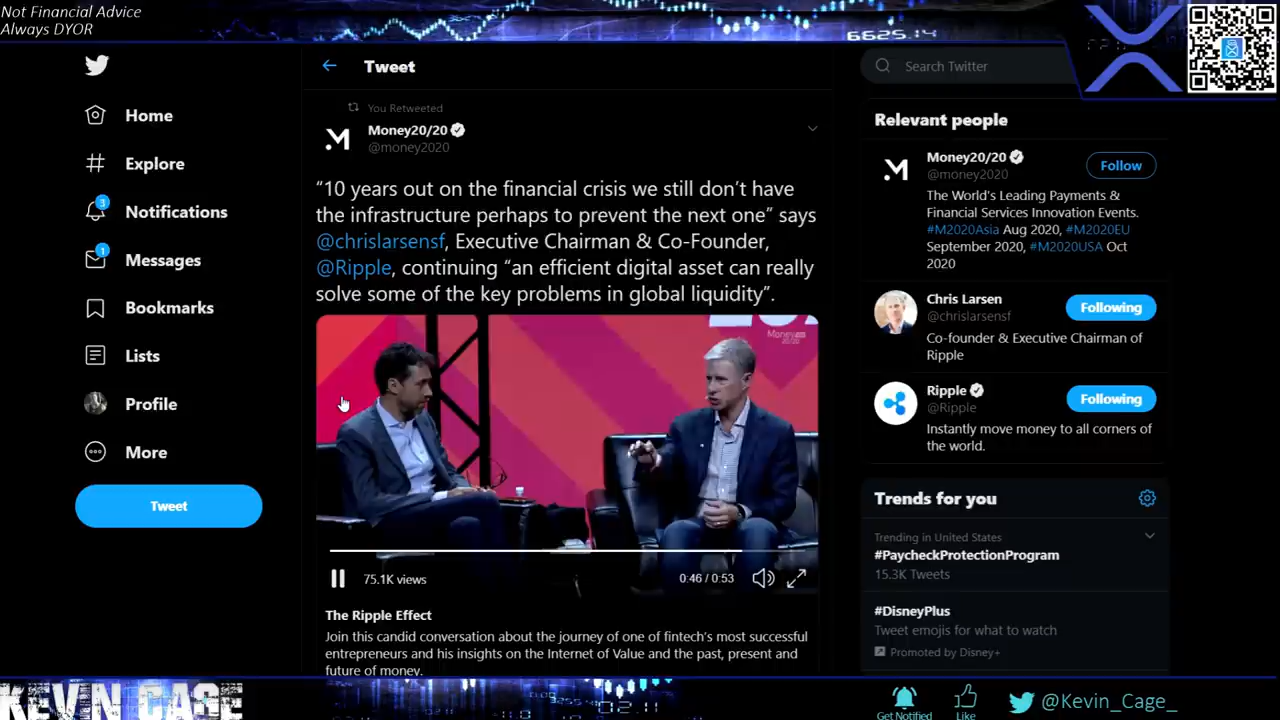 Not Financial Advice
Always DYOR
6625.14
Home
Explore
3
Notifications
1
Messages
Bookmarks
Lists
Profile
More
Tweet
Tweet
You Retweeted
Money20/20
@money2020
“10 years out on the financial crisis we still don’t have
the infrastructure perhaps to prevent the next one” says
@chrislarsensf, Executive Chairman & Co-Founder,
@Ripple, continuing “an efficient digital asset can really
solve some of the key problems in global liquidity”.
Money
20/20
75.1K views
0:46 / 0:53
The Ripple Effect
Join this candid conversation about the journey of one of fintech's most successful
entrepreneurs and his insights on the Internet of Value and the past, present and
future of money.
Search Twitter
Relevant people
Money20/20
@money2020
Follow
The World's Leading Payments &
Financial Services Innovation Events.
#M2020Asia Aug 2020, #M2020EU
September 2020, #M2020USA Oct
2020
Chris Larsen
@chrislarsensf
Following
Co-founder & Executive Chairman of
Ripple
Ripple
@Ripple
Following
Instantly move money to all corners of
the world.
Trends for you
Trending in United States
#PaycheckProtectionProgram
15.3K Tweets
#DisneyPlus
Tweet emojis for what to watch
Promoted by Disney+
KEVIN CAGE
Get Notified
Like
@Kevin_Cage_